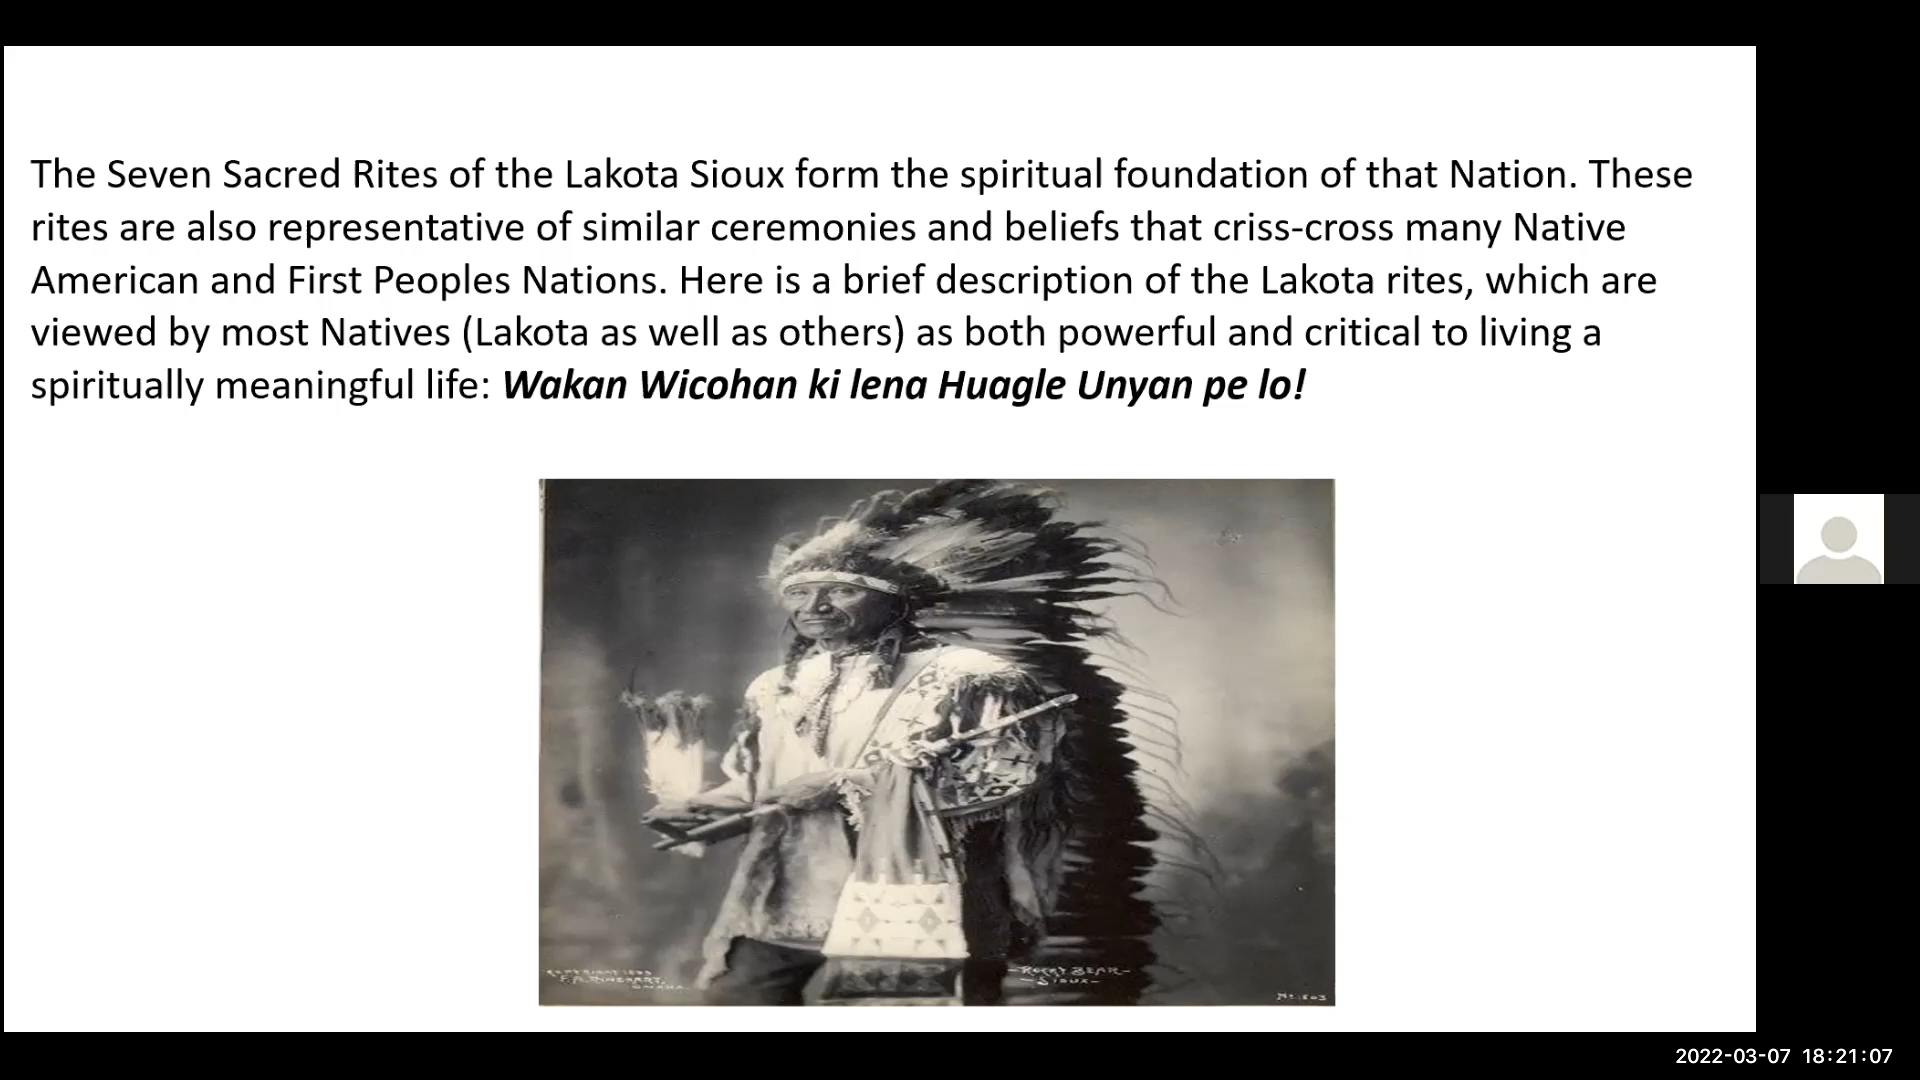 The Seven Sacred Rites of the Lakota Sioux form the spiritual foundation of that Nation. These
rites are also representative of similar ceremonies and beliefs that criss-cross many Native
American and First Peoples Nations. Here is a brief description of the Lakota rites, which are
viewed by most Natives (Lakota as well as others) as both powerful and critical to living a
spiritually meaningful life: Wakan Wicohan ki lena Huagle Unyan pe lo!
F.A. RINEHART,
OMAHA
-ROCKY BEAR-
-SIOUX-
2022-03-07 18:21:07